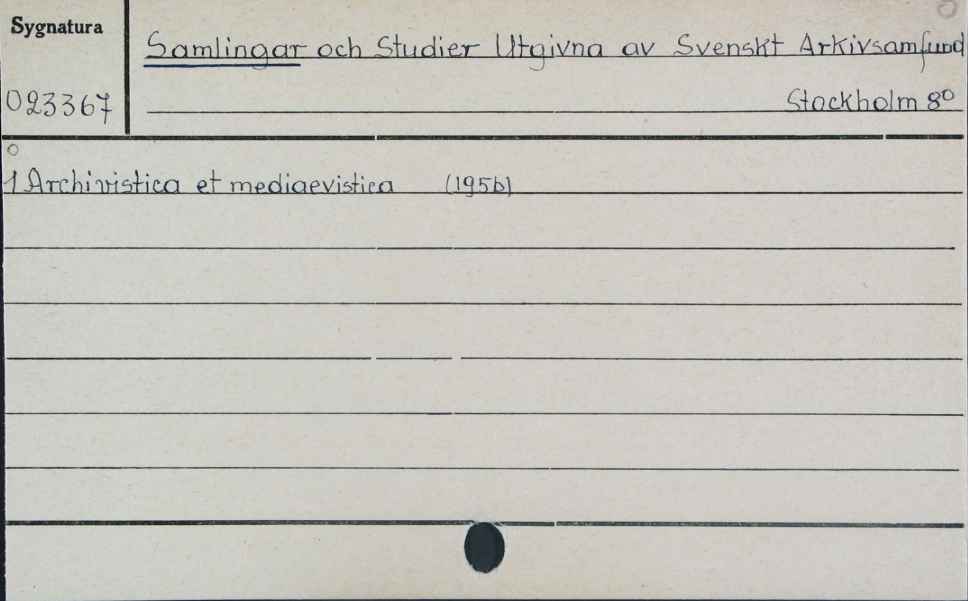 Sygnatura
Samlingar och Studier Utgivna av Svenskt Arkivsamfund
023367
Stockholm 8°
1 Archivistica et mediaevistica (1956)